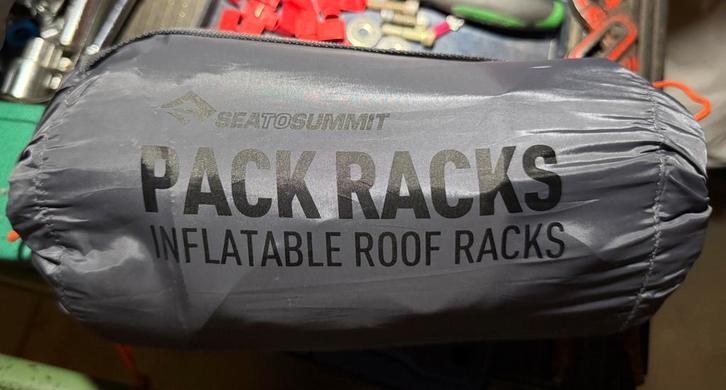 SEATOSUMMIT
PACK RACKS
INFLATABLE ROOF RACKS